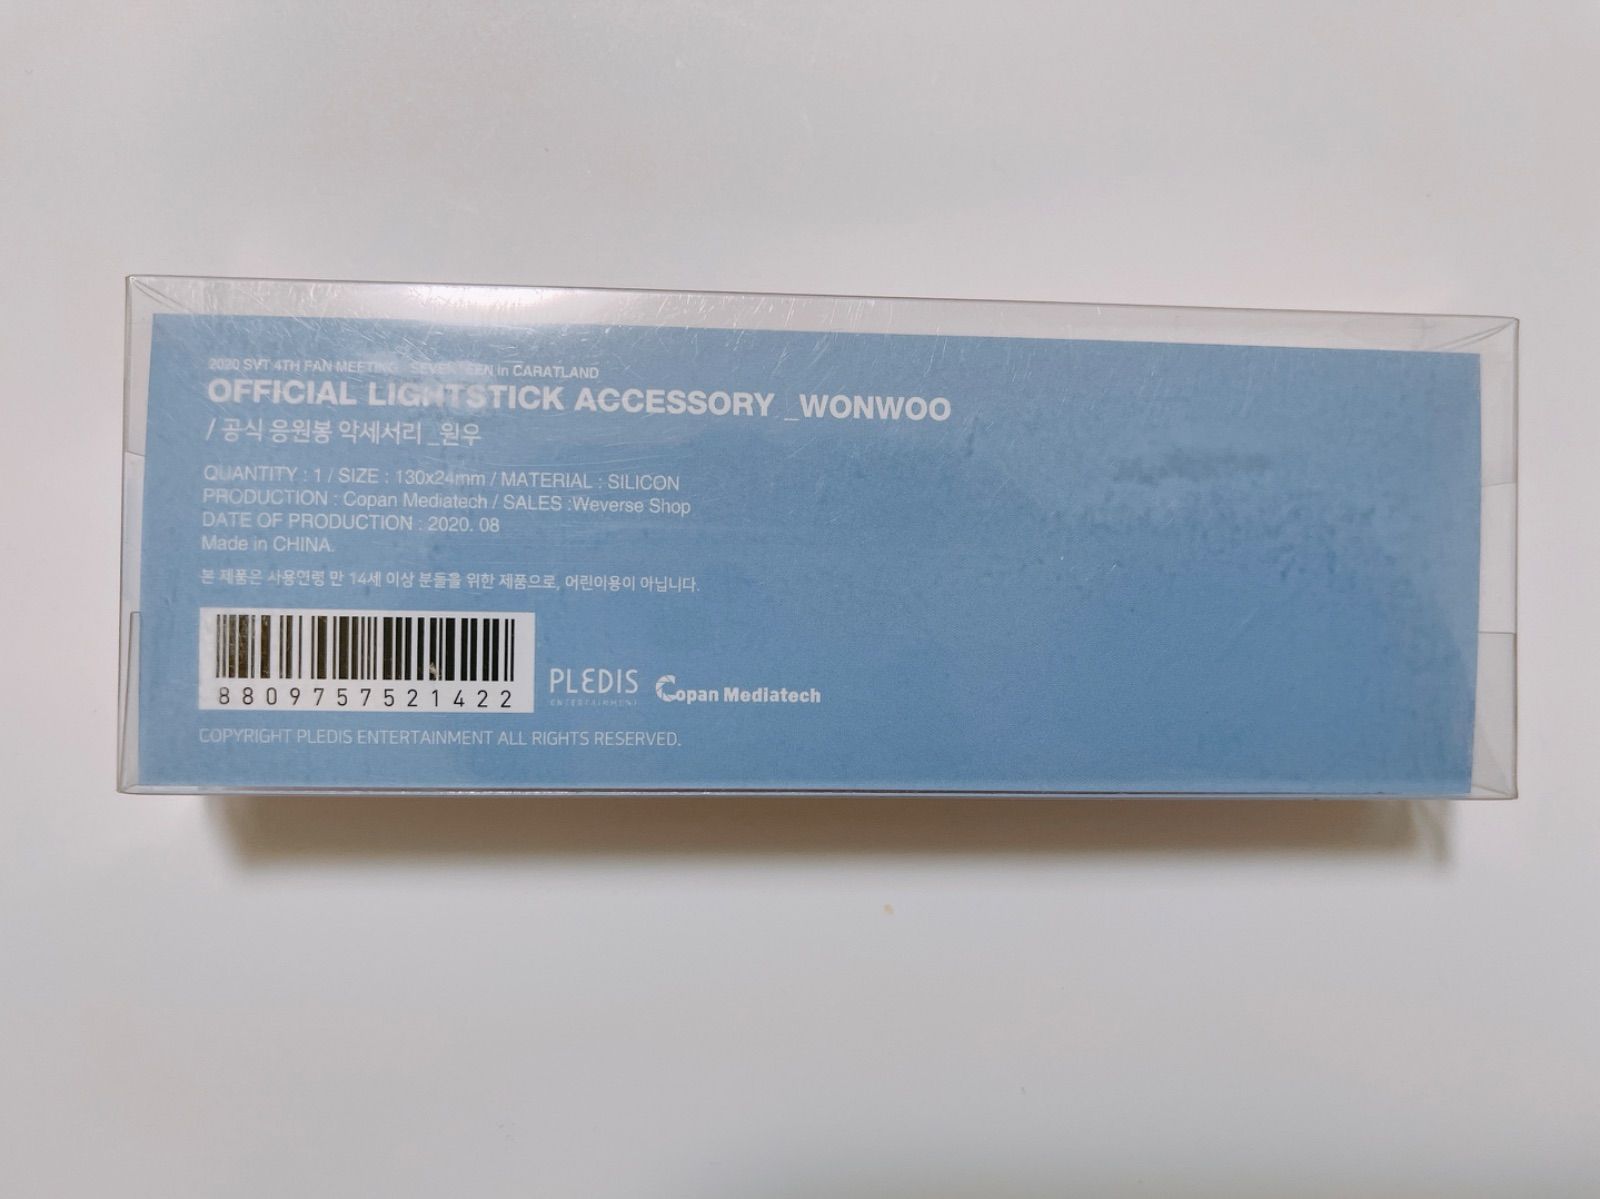 2020 SVT 4TH FAN MEETING SEVENTEEN in CARATLAND
OFFICIAL LIGHTSTICK ACCESSORY _WONWOO
/ 공식 응원봉 악세서리 _원우
QUANTITY : 1 / SIZE : 130x24mm / MATERIAL : SILICON
PRODUCTION : Copan Mediatech / SALES :Weverse Shop
DATE OF PRODUCTION : 2020. 08
Made in CHINA.
본 제품은 사용연령 만 14세 이상 분들을 위한 제품으로, 어린이용이 아닙니다.
8809757521422
PLEDIS
ENTERTAINMENT
Copan Mediatech
COPYRIGHT PLEDIS ENTERTAINMENT ALL RIGHTS RESERVED.